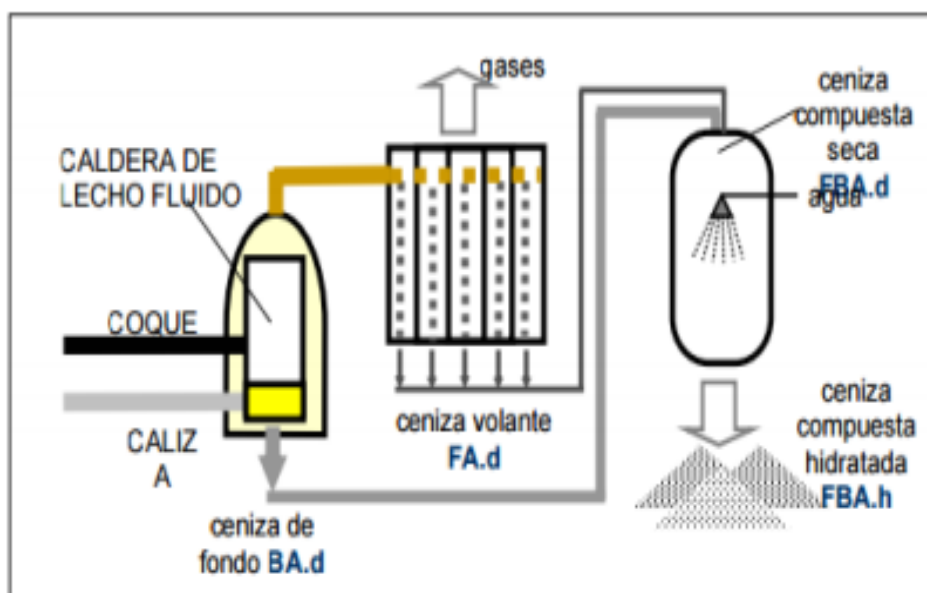 gases
ceniza
compuesta
seca
FBA.d
agua
CALDERA DE
LECHO FLUIDO
COQUE
CALIZ
A
ceniza volante
FA.d
ceniza de
fondo BA.d
ceniza
compuesta
hidratada
FBA.h